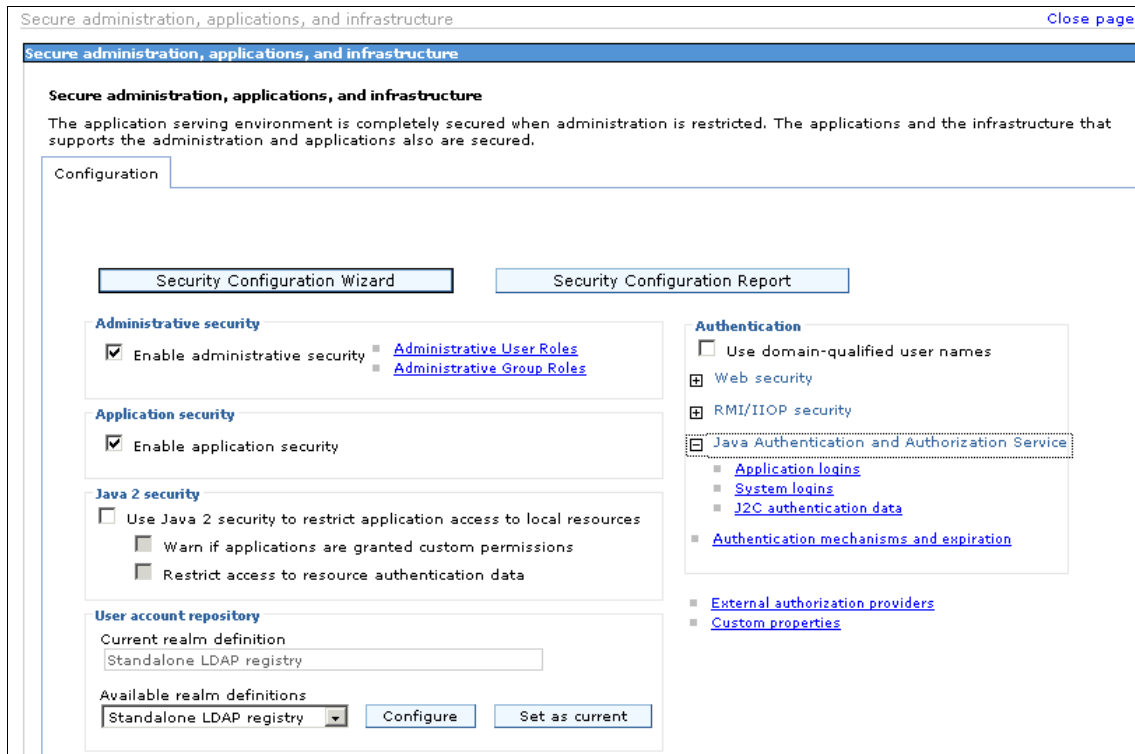 Secure administration, applications, and infrastructure
Close page
Secure administration, applications, and infrastructure
Secure administration, applications, and infrastructure
The application serving environment is completely secured when administration is restricted. The applications and the infrastructure that
supports the administration and applications also are secured.
Configuration
Security Configuration Wizard
Security Configuration Report
Administrative security
Enable administrative security
Administrative User Roles
Administrative Group Roles
Application security
Enable application security
Java 2 security
Use Java 2 security to restrict application access to local resources
Warn if applications are granted custom permissions
Restrict access to resource authentication data
User account repository
Current realm definition
Standalone LDAP registry
Available realm definitions
Standalone LDAP registry
Configure
Set as current
Authentication
Use domain-qualified user names
Web security
RMI/IIOP security
Java Authentication and Authorization Service
Application logins
System logins
J2C authentication data
Authentication mechanisms and expiration
External authorization providers
Custom properties